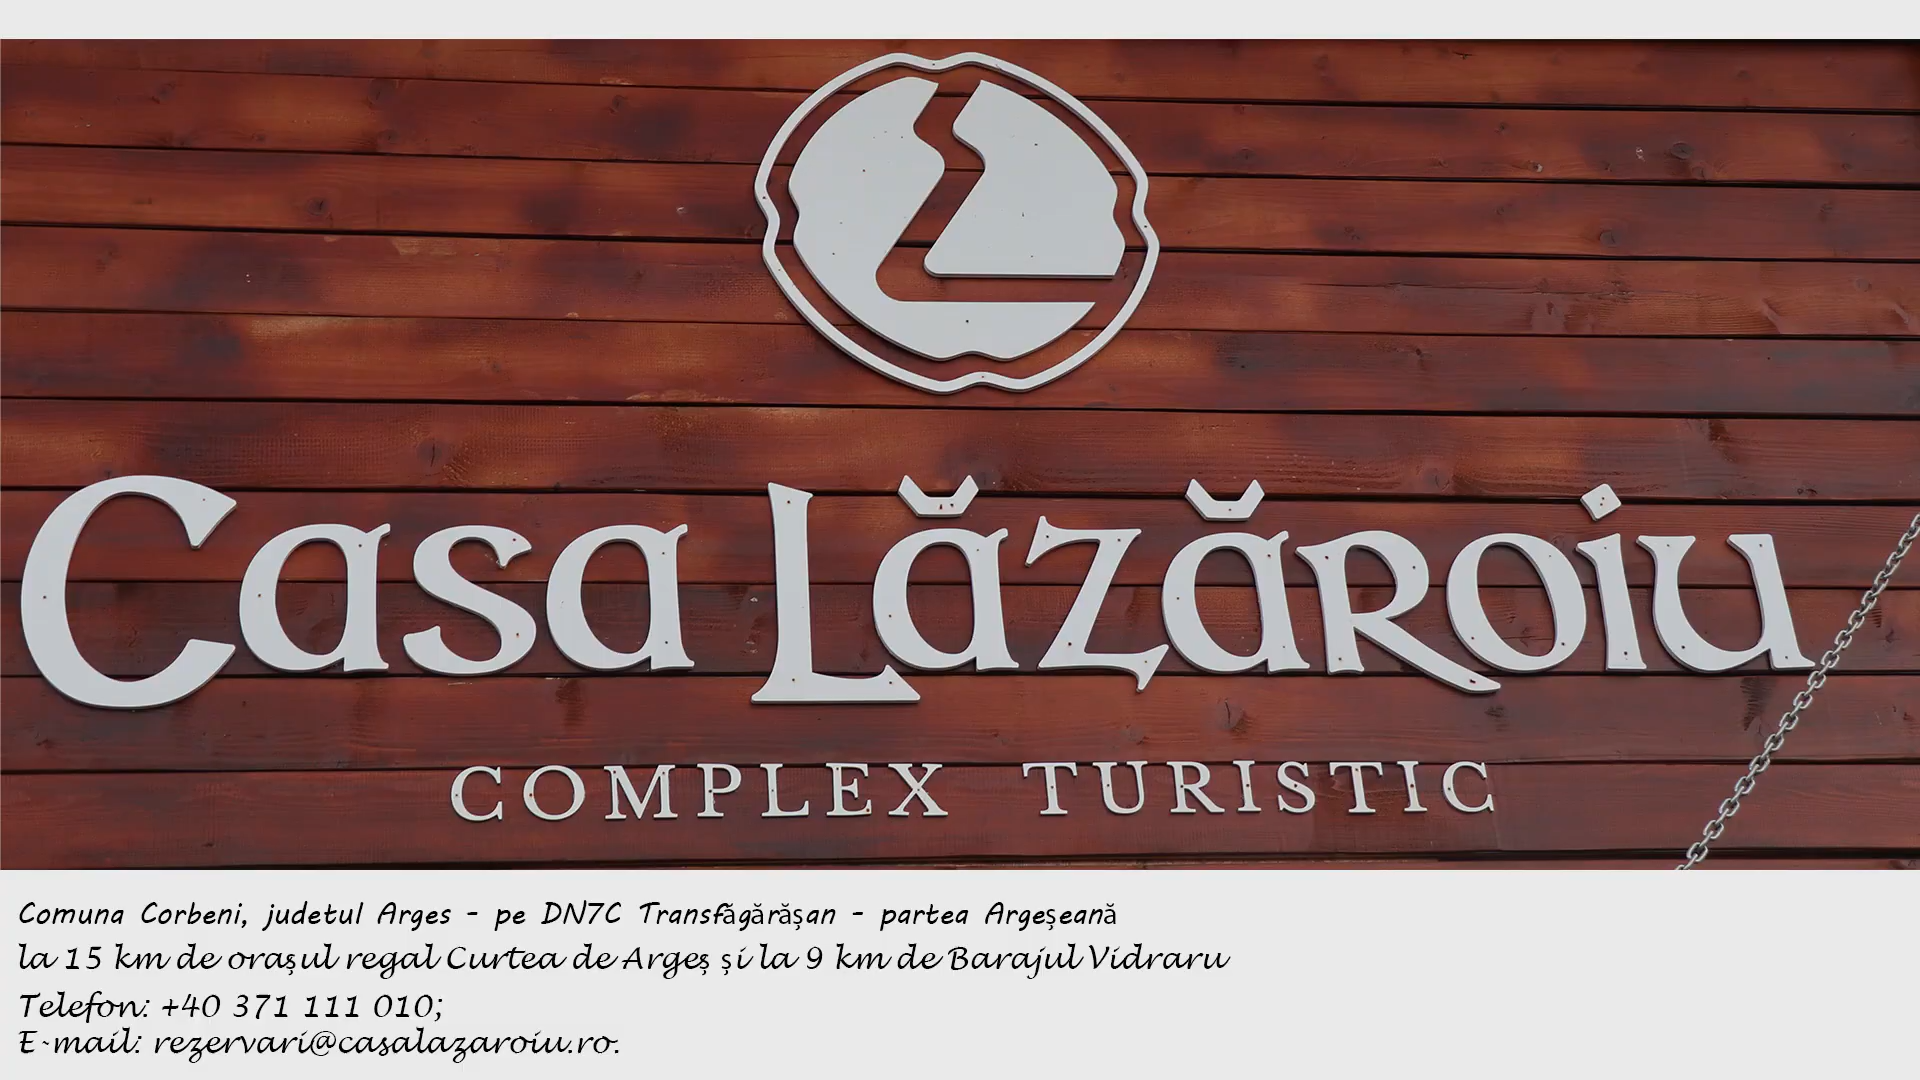 Casa Lăzăroiu
COMPLEX TURISTIC
Comuna Corbeni, judetul Arges - pe DN7C Transfăgărășan - partea Argeșeană
la 15 km de orașul regal Curtea de Argeș și la 9 km de Barajul Vidraru
Telefon: +40 371 111 010;
E-mail: rezervari@casalazaroiu.ro.